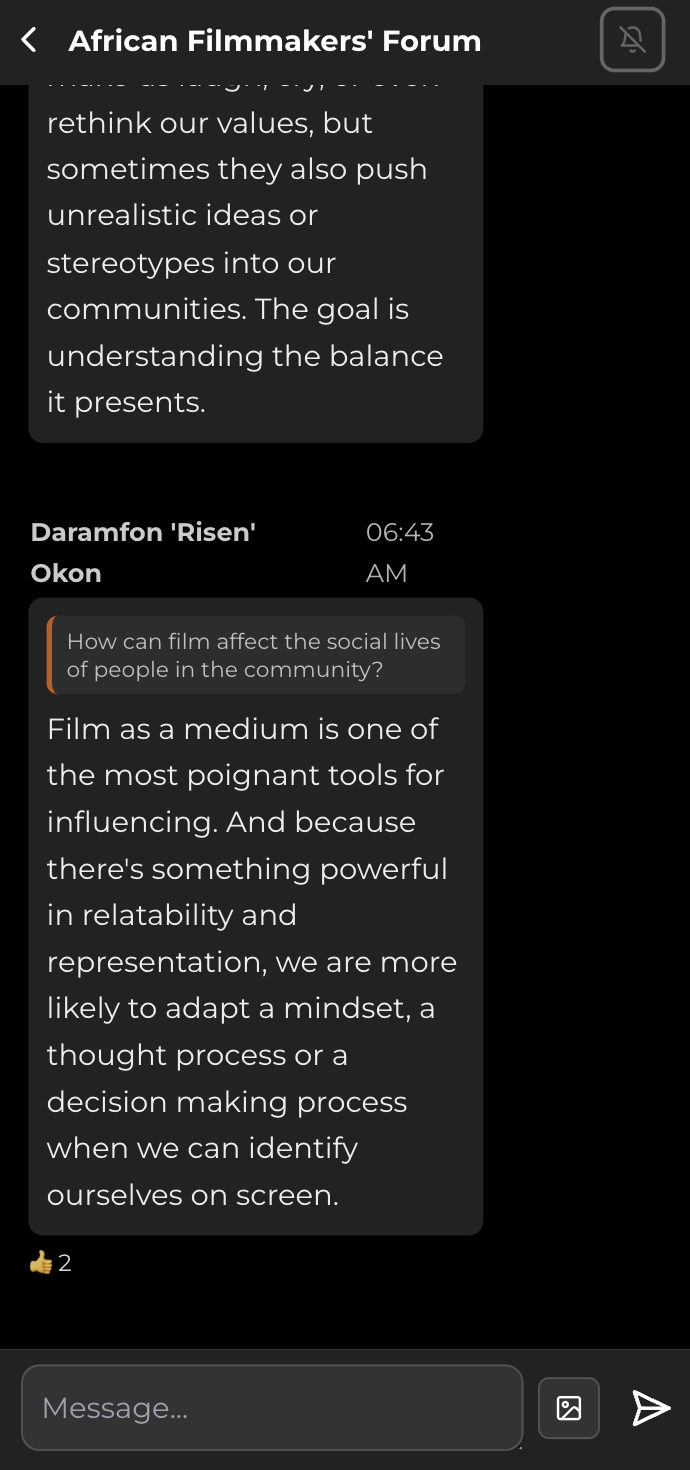 African Filmmakers' Forum
rethink our values, but
sometimes they also push
unrealistic ideas or
stereotypes into our
communities. The goal is
understanding the balance
it presents.
Daramfon 'Risen' 06:43
Okon AM
How can film affect the social lives
of people in the community?
Film as a medium is one of
the most poignant tools for
influencing. And because
there's something powerful
in relatability and
representation, we are more
likely to adapt a mindset, a
thought process or a
decision making process
when we can identify
ourselves on screen.
👍 2
Message...